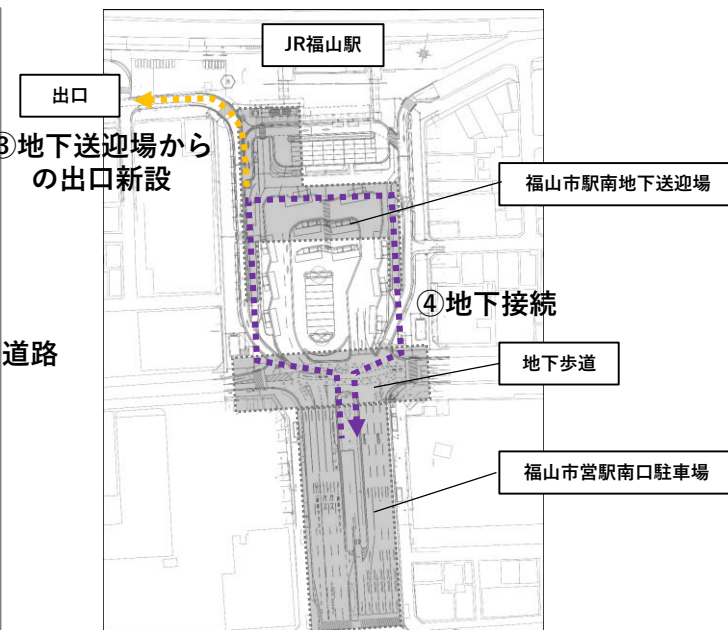 JR福山駅
出口
③地下送迎場から
の出口新設
福山市駅南地下送迎場
④地下接続
道路
地下歩道
福山市営駅南口駐車場